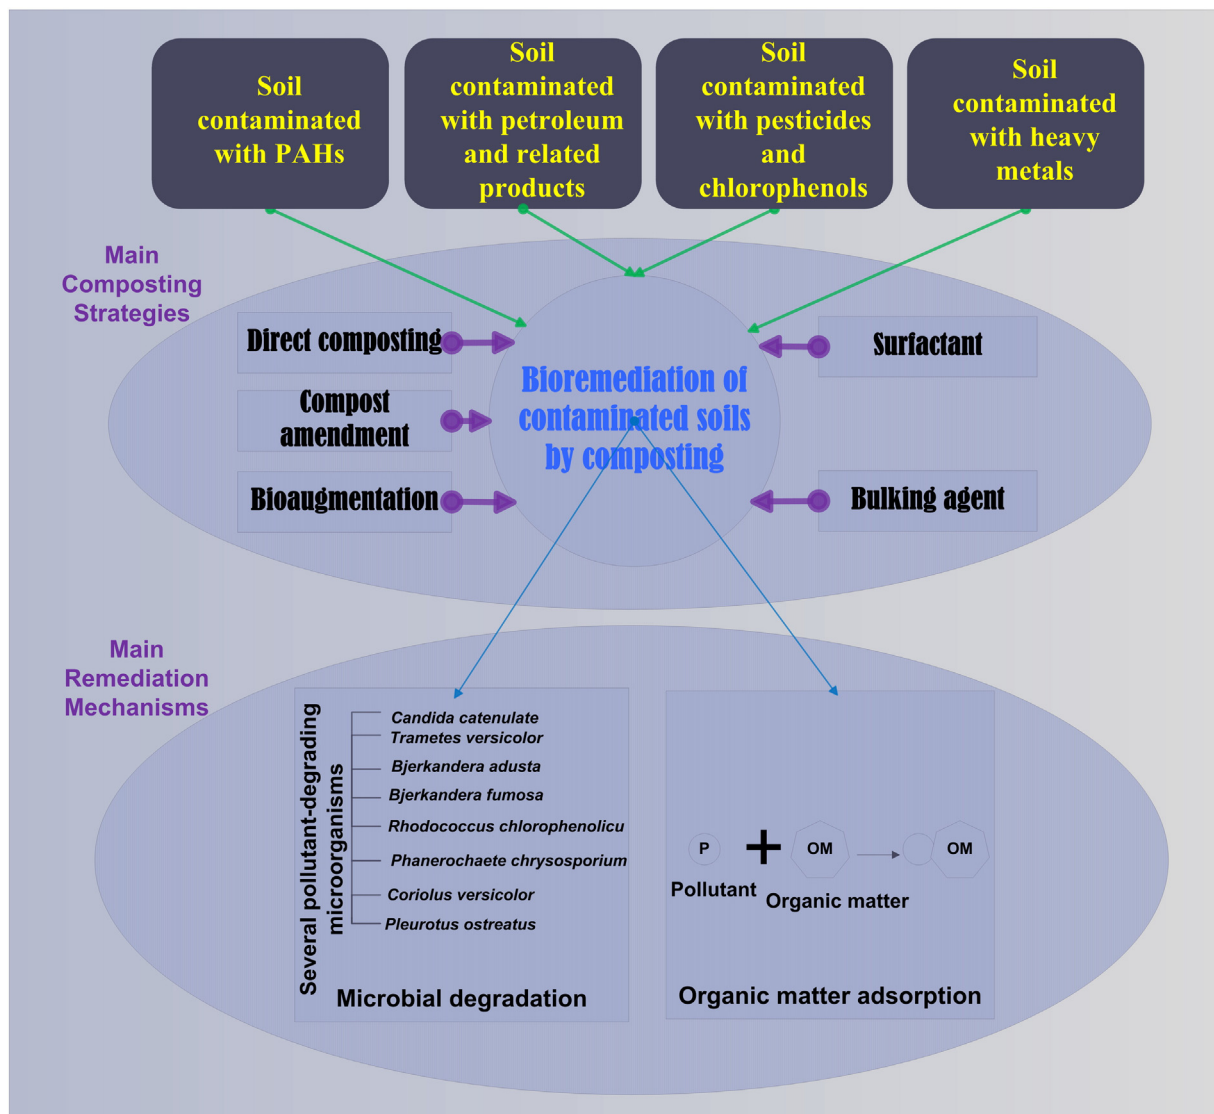 Soil
contaminated
with PAHs
Soil
contaminated
with petroleum
and related
products
Soil
contaminated
with pesticides
and
chlorophenols
Soil
contaminated
with heavy
metals
Main
Composting
Strategies
Direct composting
Compost
amendment
Bioaugmentation
Bioremediation of
contaminated soils
by composting
Surfactant
Bulking agent
Main
Remediation
Mechanisms
Several pollutant-degrading
microorganisms
Candida catenulate
Trametes versicolor
Bjerkandera adusta
Bjerkandera fumosa
Rhodococcus chlorophenolicu
Phanerochaete chrysosporium
Coriolus versicolor
Pleurotus ostreatus
Microbial degradation
P + OM OM
Pollutant
Organic matter
Organic matter adsorption